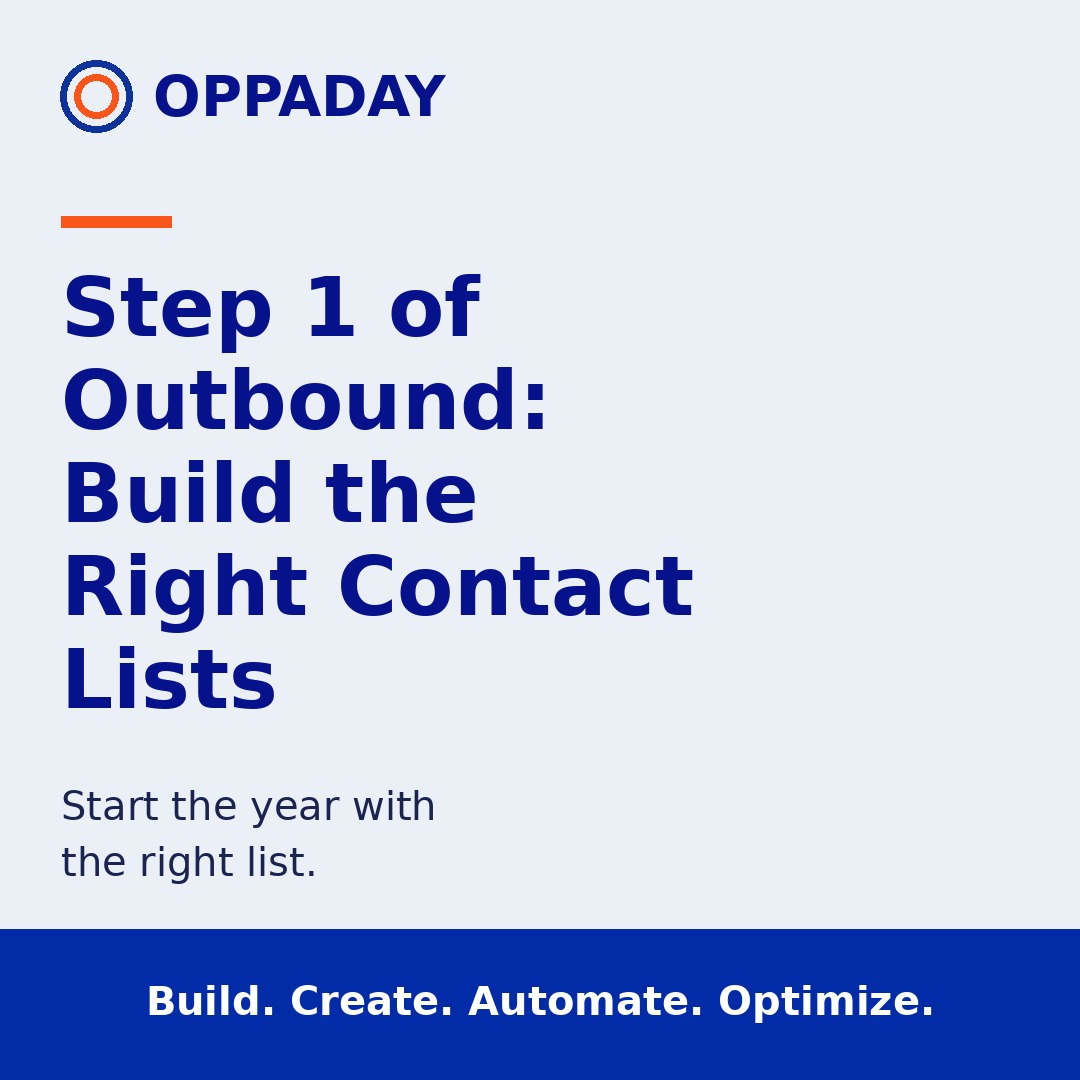 OPPADAY
Step 1 of
Outbound:
Build the
Right Contact
Lists
Start the year with
the right list.
Build. Create. Automate. Optimize.